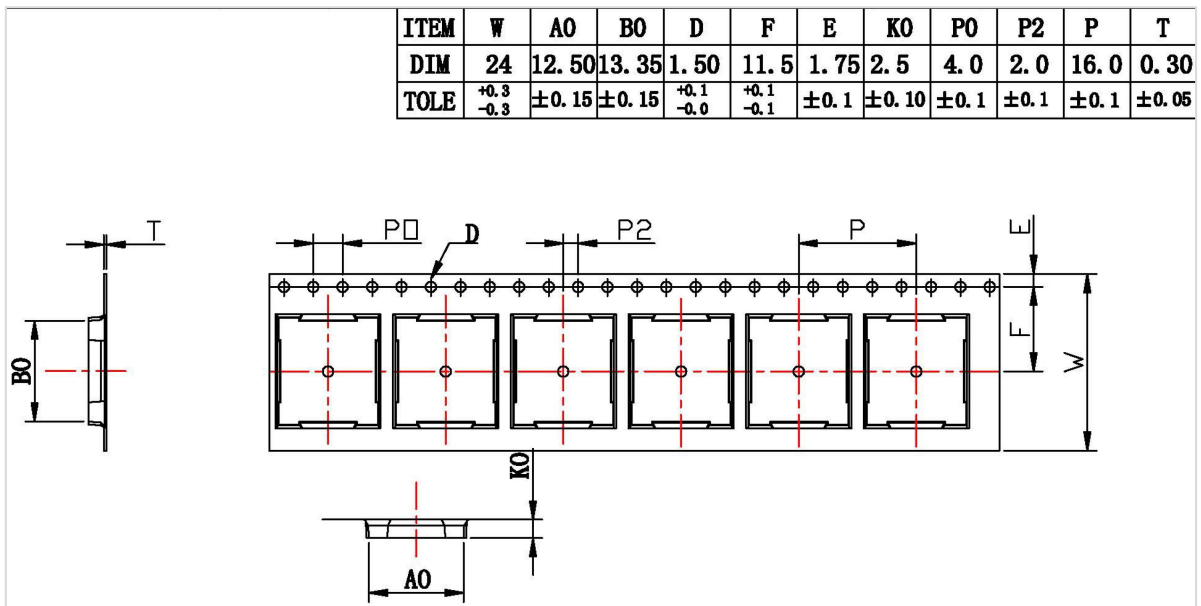 ITEM W A0 B0 D F E K0 P0 P2 P T
DIM 24 12.50 13.35 1.50 11.5 1.75 2.5 4.0 2.0 16.0 0.30
TOLE +0.3 -0.3 ±0.15 ±0.15 +0.1 -0.0 +0.1 -0.1 ±0.1 ±0.10 ±0.1 ±0.1 ±0.1 ±0.05
T
P0
D
P2
P
E
F
W
B0
K0
A0